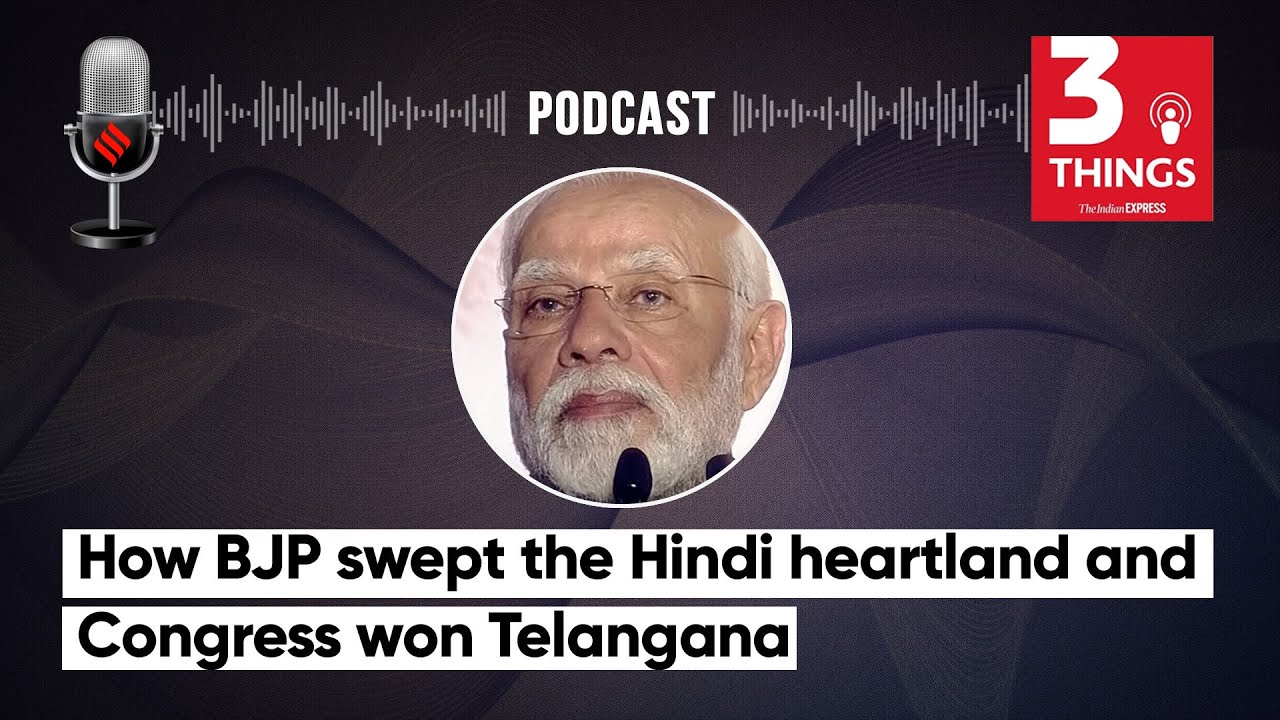 PODCAST
3
THINGS
The Indian EXPRESS
How BJP swept the Hindi heartland and
Congress won Telangana